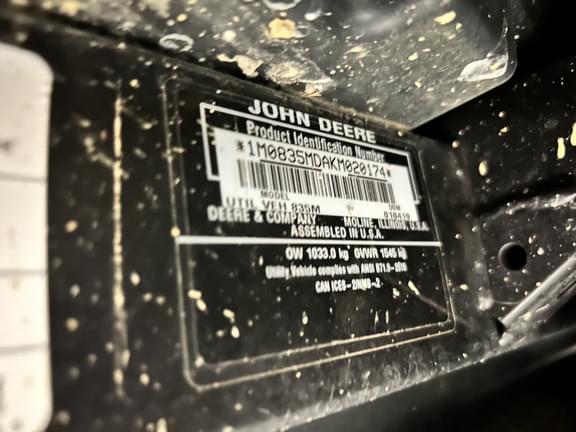 JOHN DEERE
Product Identification Number
*1M0835MDAKM020174*
MODEL
UTIL VEH 835M
DEERE & COMPANY MOLINE, ILLINOIS, U.S.A.
ASSEMBLED IN U.S.A.
OW 1033.0 kg GVWR 1545 kg
Utility Vehicle complies with ANSI B71.9-2016
CAN ICES-2/NMB-2